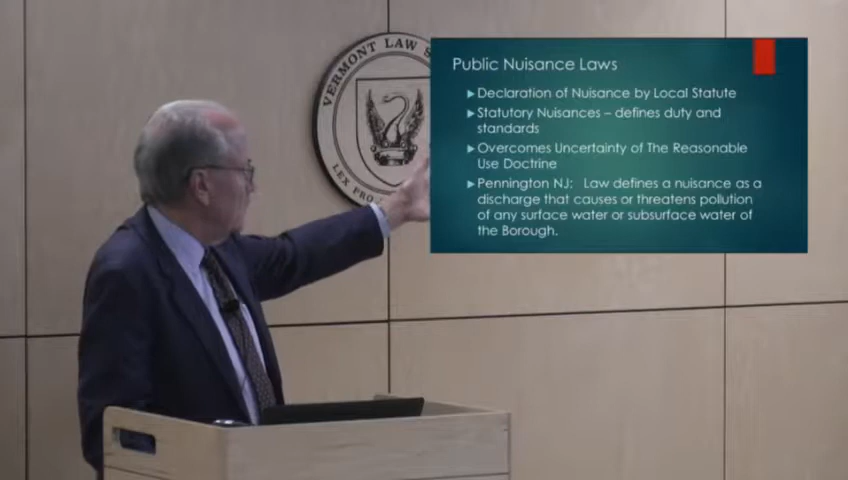 VERMONT LAW S
LEX PRO
Public Nuisance Laws
Declaration of Nuisance by Local Statute
Statutory Nuisances – defines duty and
standards
Overcomes Uncertainty of The Reasonable
Use Doctrine
Pennington NJ: Law defines a nuisance as a
discharge that causes or threatens pollution
of any surface water or subsurface water of
the Borough.